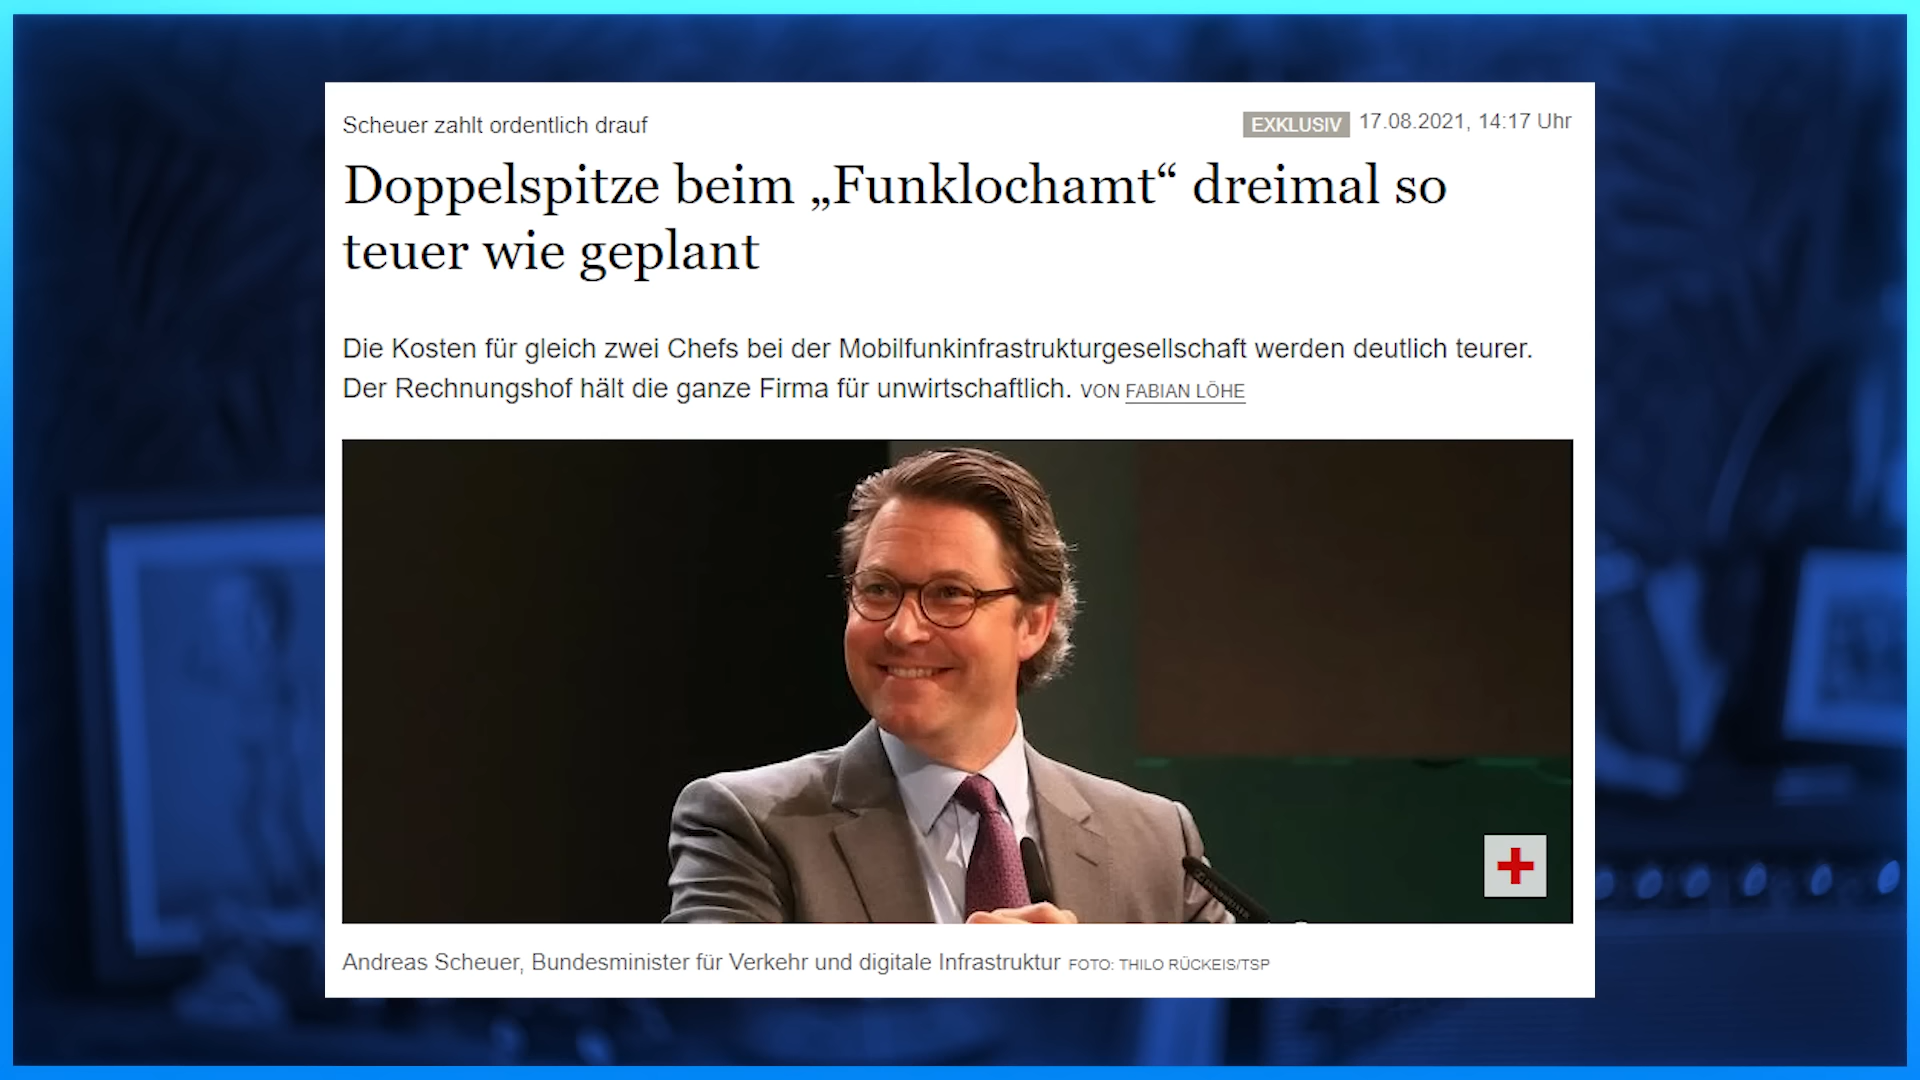 Scheuer zahlt ordentlich drauf
EXKLUSIV 17.08.2021, 14:17 Uhr
Doppelspitze beim „Funklochamt“ dreimal so
teuer wie geplant
Die Kosten für gleich zwei Chefs bei der Mobilfunkinfrastrukturgesellschaft werden deutlich teurer.
Der Rechnungshof hält die ganze Firma für unwirtschaftlich. VON FABIAN LÖHE
Andreas Scheuer, Bundesminister für Verkehr und digitale Infrastruktur FOTO: THILO RÜCKEIS/TSP